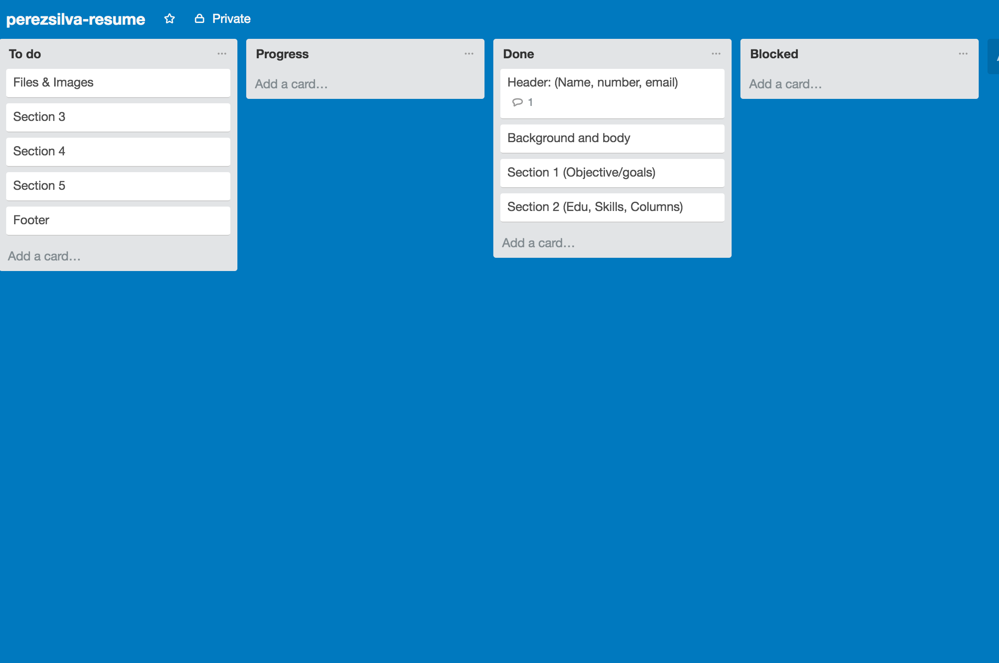 perezsilva-resume Private
To do ...
Files & Images
Section 3
Section 4
Section 5
Footer
Add a card…
Progress ...
Add a card…
Done ...
Header: (Name, number, email)
1
Background and body
Section 1 (Objective/goals)
Section 2 (Edu, Skills, Columns)
Add a card…
Blocked ...
Add a card…